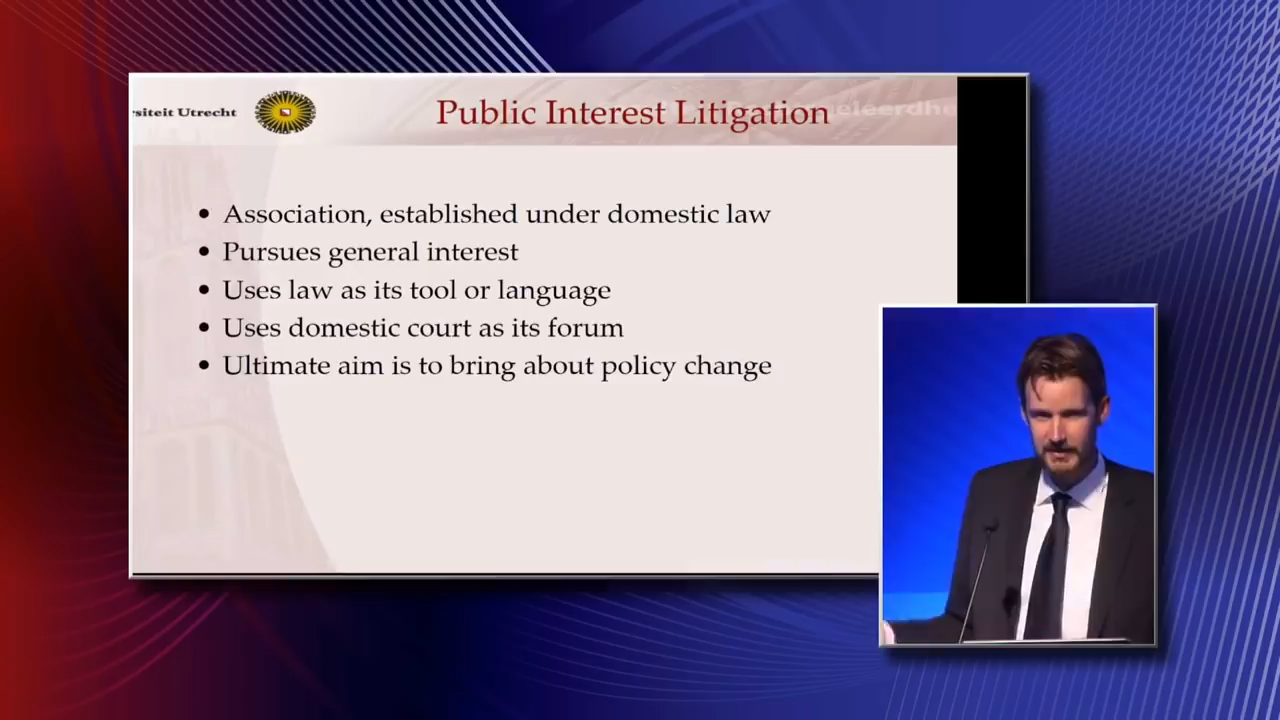 siteit Utrecht
Public Interest Litigation
• Association, established under domestic law
• Pursues general interest
• Uses law as its tool or language
• Uses domestic court as its forum
• Ultimate aim is to bring about policy change